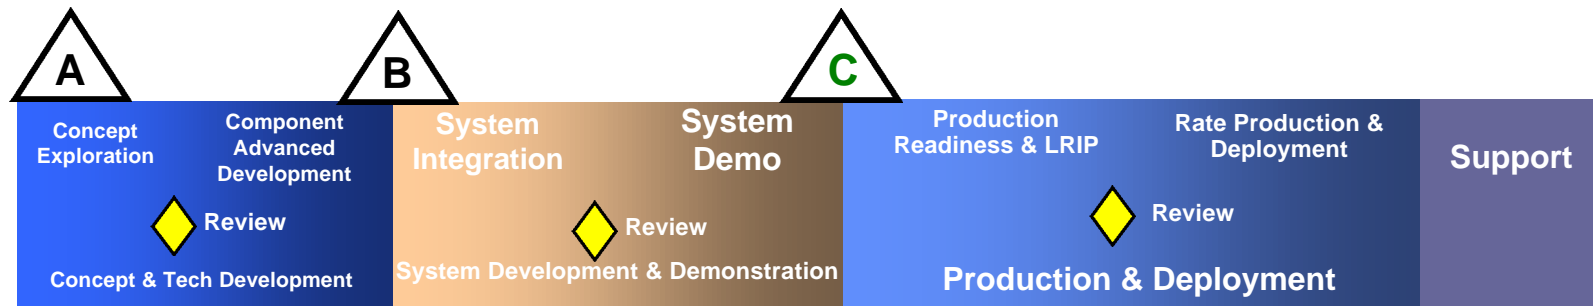 A
B
C
Concept
Exploration
Component
Advanced
Development
Review
Concept & Tech Development
System
Integration
System
Demo
Review
System Development & Demonstration
Production
Readiness & LRIP
Rate Production &
Deployment
Review
Production & Deployment
Support